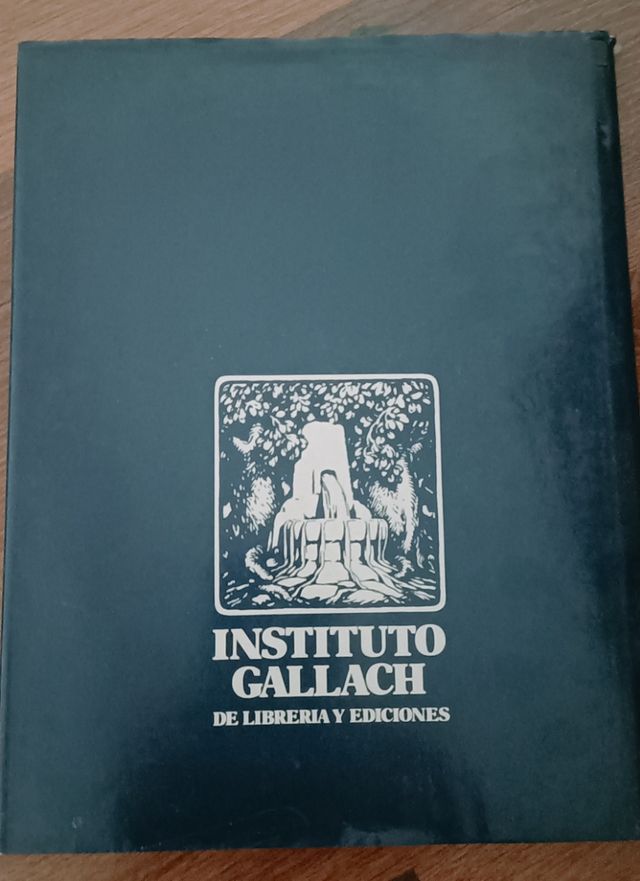 INSTITUTO
GALLACH
DE LIBRERIA Y EDICIONES